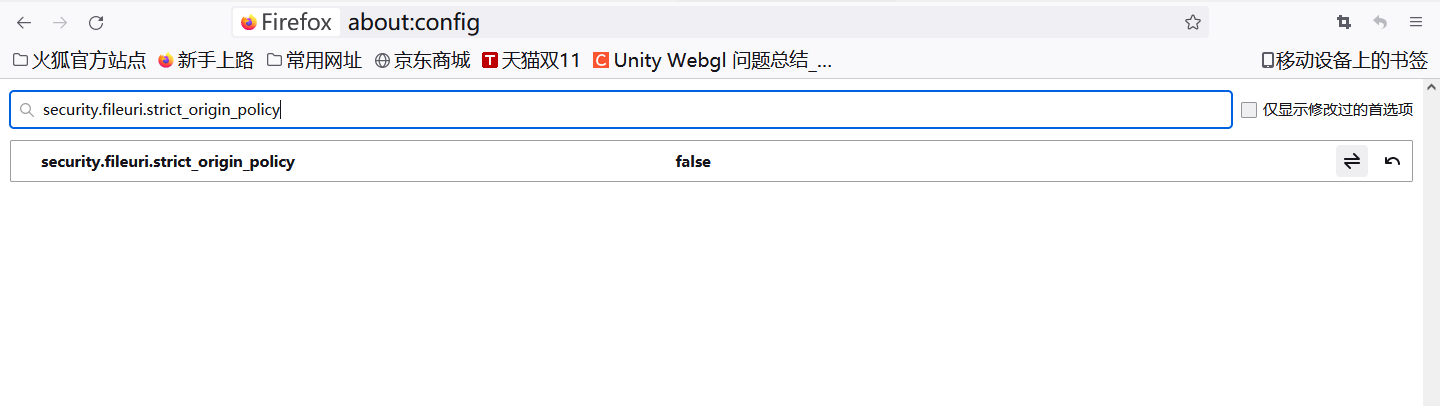 Firefox about:config
火狐官方站点 新手上路 常用网址 京东商城 天猫双11 Unity Webgl 问题总结_... 移动设备上的书签
security.fileuri.strict_origin_policy 仅显示修改过的首选项
security.fileuri.strict_origin_policy false